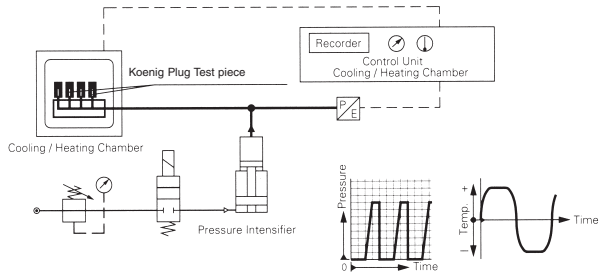 Recorder
Control Unit
Cooling / Heating Chamber
Koenig Plug Test piece
P/E
Cooling / Heating Chamber
Pressure Intensifier
Pressure
0
Time
– Temp. +
Time